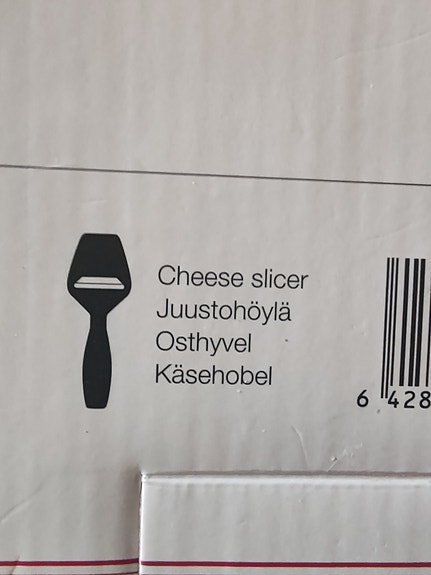 Cheese slicer
Juustohöylä
Osthyvel
Käsehobel
6 428